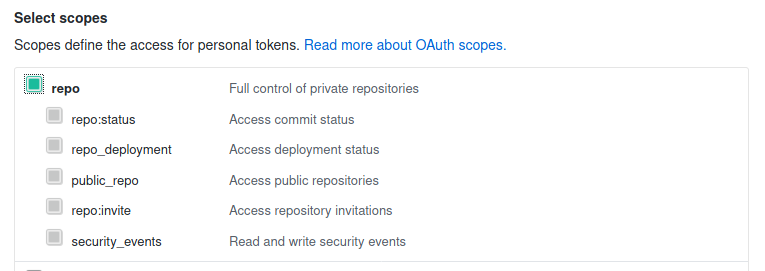 Select scopes
Scopes define the access for personal tokens. Read more about OAuth scopes.
repo Full control of private repositories
repo:status Access commit status
repo_deployment Access deployment status
public_repo Access public repositories
repo:invite Access repository invitations
security_events Read and write security events